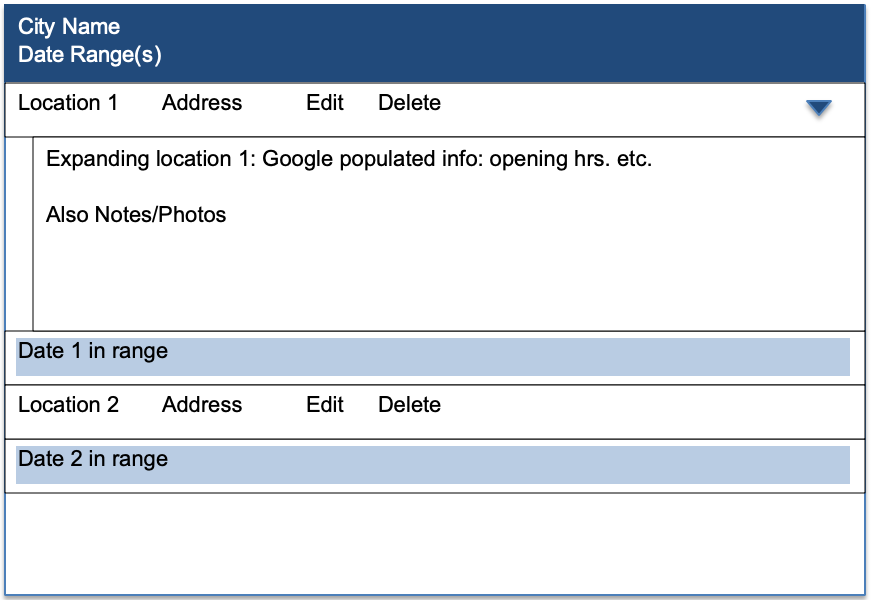 City Name
Date Range(s)
Location 1 Address Edit Delete
Expanding location 1: Google populated info: opening hrs. etc.
Also Notes/Photos
Date 1 in range
Location 2 Address Edit Delete
Date 2 in range